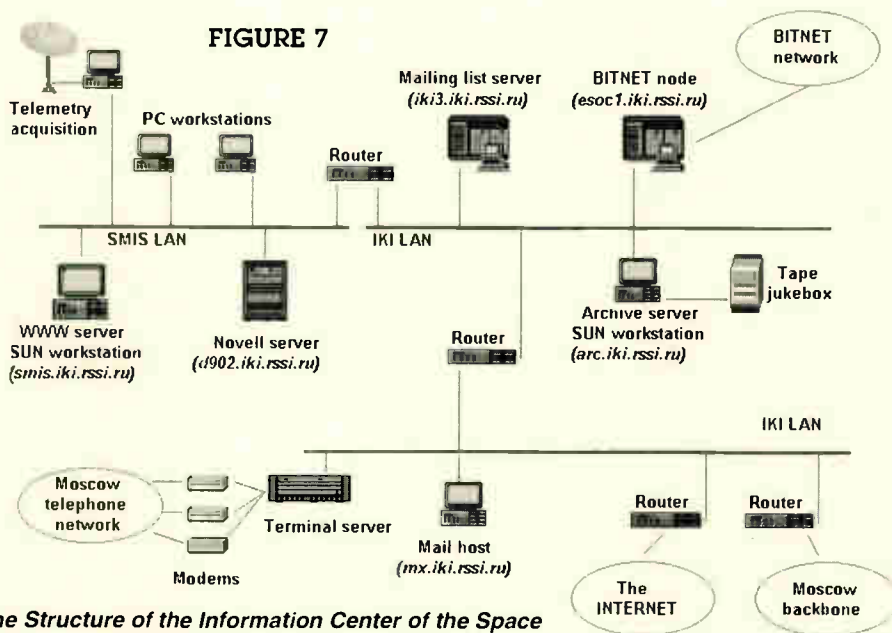 FIGURE 7
BITNET
network
Telemetry
acquisition
PC workstations
Mailing list server
(iki3.iki.rssi.ru)
BITNET node
(esoc1.iki.rssi.ru)
Router
SMIS LAN
IKI LAN
WWW server
SUN workstation
(smis.iki.rssi.ru)
Novell server
(d902.iki.rssi.ru)
Router
Archive server
SUN workstation
(arc.iki.rssi.ru)
Tape
jukebox
IKI LAN
Moscow
telephone
network
Modems
Terminal server
Mail host
(mx.iki.rssi.ru)
Router
Router
The
INTERNET
Moscow
backbone
he Structure of the Information Center of the Space